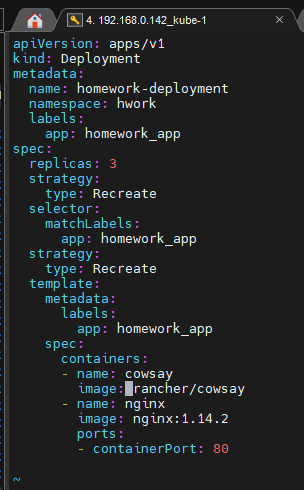 4. 192.168.0.142_kube-1
apiVersion: apps/v1
kind: Deployment
metadata:
  name: homework-deployment
  namespace: hwork
  labels:
    app: homework_app
spec:
  replicas: 3
  strategy:
    type: Recreate
  selector:
    matchLabels:
      app: homework_app
  strategy:
    type: Recreate
  template:
    metadata:
      labels:
        app: homework_app
    spec:
      containers:
      - name: cowsay
        image: rancher/cowsay
      - name: nginx
        image: nginx:1.14.2
        ports:
        - containerPort: 80
~